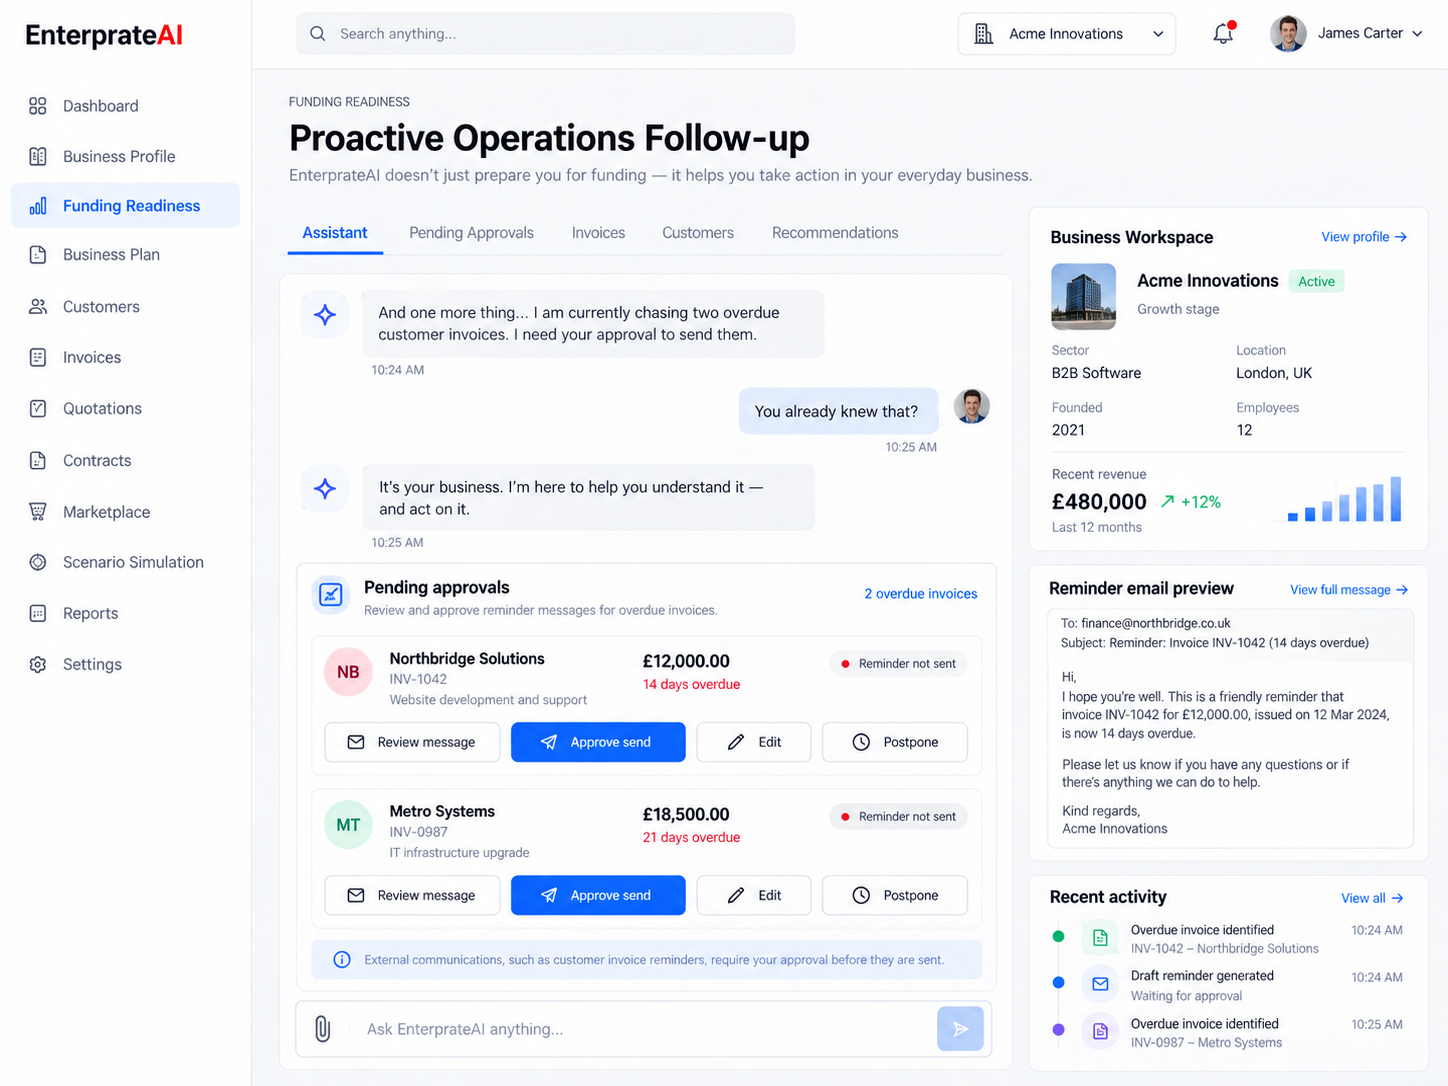 EnterprateAI
Search anything...
Acme Innovations
James Carter
Dashboard
Business Profile
Funding Readiness
Business Plan
Customers
Invoices
Quotations
Contracts
Marketplace
Scenario Simulation
Reports
Settings
FUNDING READINESS
Proactive Operations Follow-up
EnterprateAI doesn't just prepare you for funding — it helps you take action in your everyday business.
Assistant
Pending Approvals
Invoices
Customers
Recommendations
And one more thing... I am currently chasing two overdue
customer invoices. I need your approval to send them.
10:24 AM
You already knew that?
10:25 AM
It's your business. I'm here to help you understand it —
and act on it.
10:25 AM
Pending approvals
Review and approve reminder messages for overdue invoices.
2 overdue invoices
NB
Northbridge Solutions
INV-1042
Website development and support
£12,000.00
14 days overdue
Reminder not sent
Review message
Approve send
Edit
Postpone
MT
Metro Systems
INV-0987
IT infrastructure upgrade
£18,500.00
21 days overdue
Reminder not sent
Review message
Approve send
Edit
Postpone
External communications, such as customer invoice reminders, require your approval before they are sent.
Ask EnterprateAI anything...
Business Workspace
View profile →
Acme Innovations
Active
Growth stage
Sector
B2B Software
Location
London, UK
Founded
2021
Employees
12
Recent revenue
£480,000
↗ +12%
Last 12 months
Reminder email preview
View full message →
To: finance@northbridge.co.uk
Subject: Reminder: Invoice INV-1042 (14 days overdue)
Hi,
I hope you're well. This is a friendly reminder that
invoice INV-1042 for £12,000.00, issued on 12 Mar 2024,
is now 14 days overdue.
Please let us know if you have any questions or if
there's anything we can do to help.
Kind regards,
Acme Innovations
Recent activity
View all →
Overdue invoice identified
10:24 AM
INV-1042 – Northbridge Solutions
Draft reminder generated
10:24 AM
Waiting for approval
Overdue invoice identified
10:25 AM
INV-0987 – Metro Systems